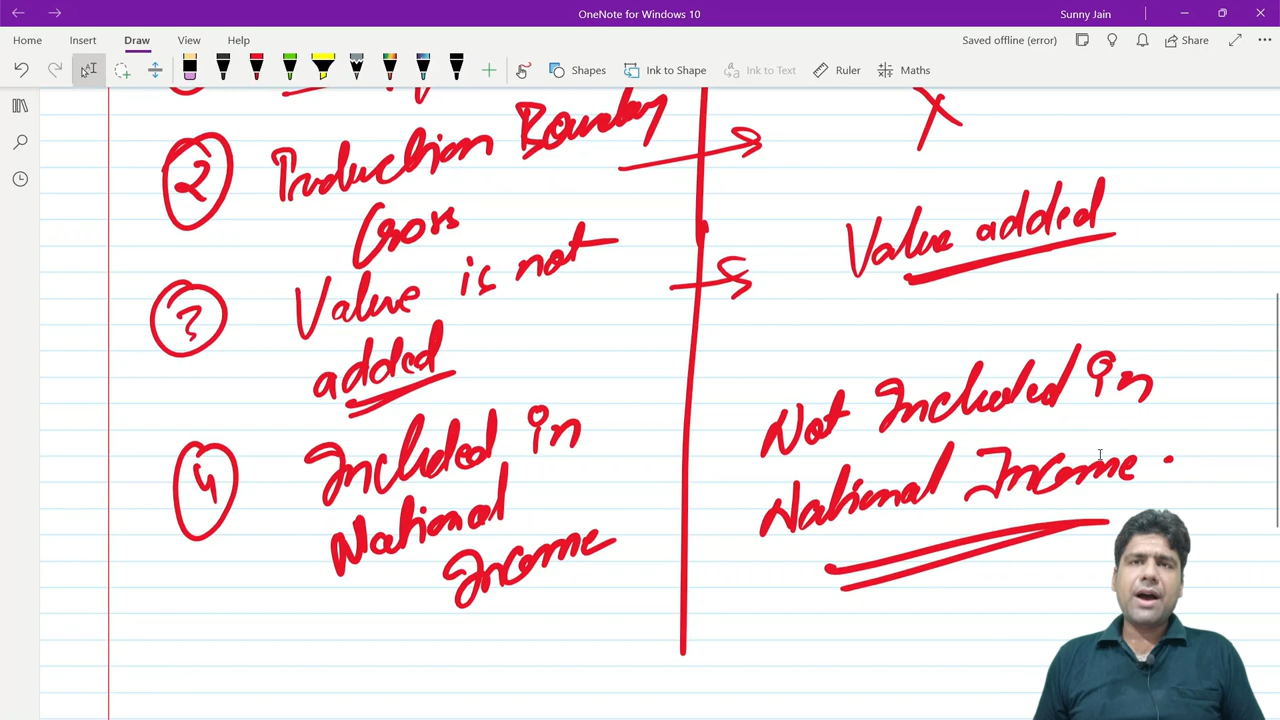 OneNote for Windows 10
Sunny Jain
Home Insert Draw View Help
Saved offline (error) Share
Shapes Ink to Shape Ink to Text Ruler Maths
2 Production Boundary
Cross
Value added
3 Value is not
added
Not Included in
National Income.
4 Included in
National
Income